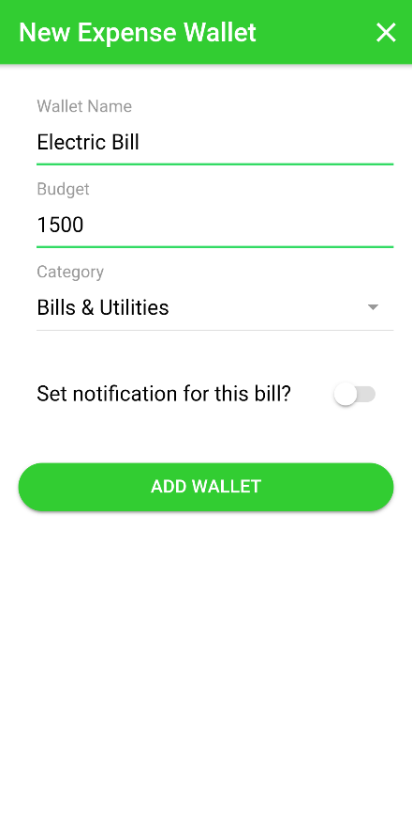 New Expense Wallet
Wallet Name
Electric Bill
Budget
1500
Category
Bills & Utilities
Set notification for this bill?
ADD WALLET